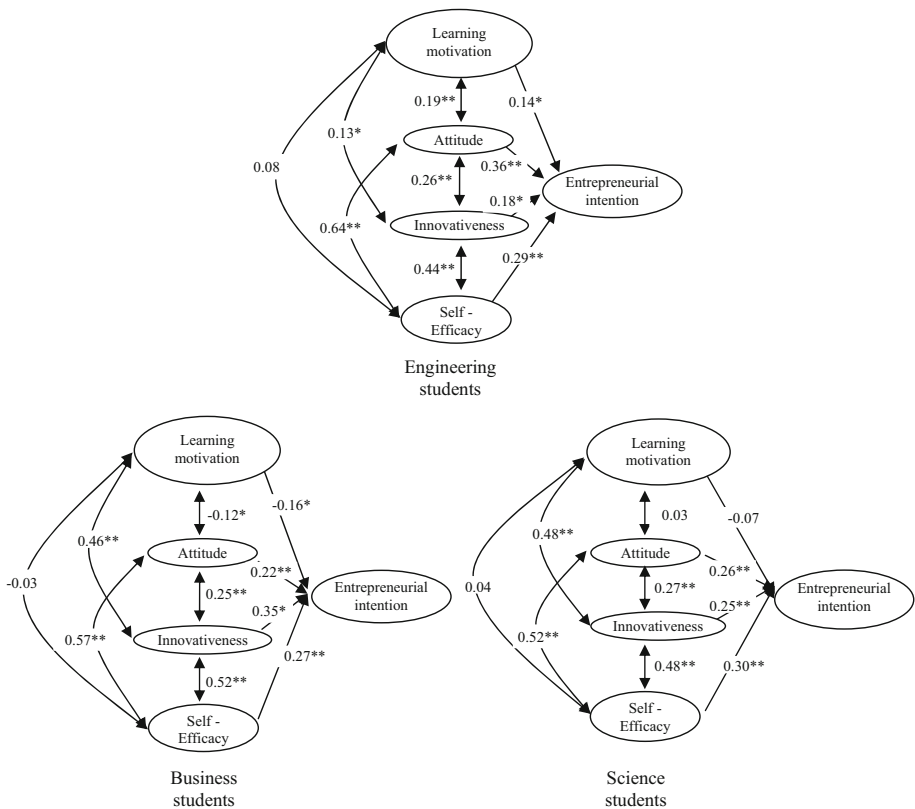 Learning
motivation
0.19**
0.14*
0.13*
Attitude
0.36**
0.08
0.26**
Entrepreneurial
intention
0.18*
Innovativeness
0.64**
0.44**
0.29**
Self -
Efficacy
Engineering
students
Learning
motivation
-0.12*
-0.16*
0.46**
Attitude
0.22**
-0.03
0.25**
Entrepreneurial
intention
0.35*
0.57**
Innovativeness
0.27**
0.52**
Self -
Efficacy
Business
students
Learning
motivation
0.03
-0.07
0.48**
Attitude
0.26**
0.04
0.27**
Entrepreneurial
intention
0.25**
Innovativeness
0.52**
0.48**
0.30**
Self -
Efficacy
Science
students